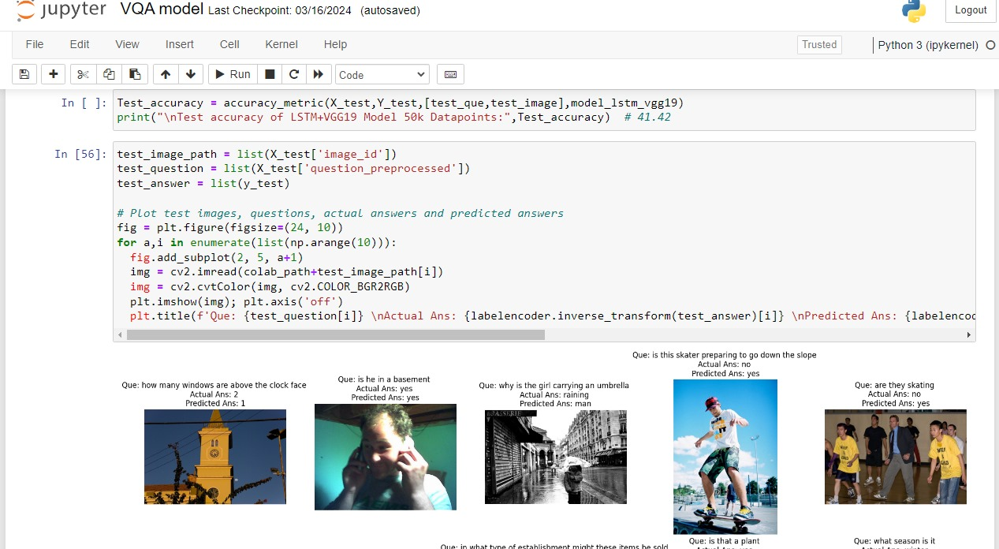 jupyter VQA model Last Checkpoint: 03/16/2024 (autosaved)
Logout
File Edit View Insert Cell Kernel Help
Trusted Python 3 (ipykernel)
Run Code
In [ ]: Test_accuracy = accuracy_metric(X_test,Y_test,[test_que,test_image],model_lstm_vgg19)
print("\nTest accuracy of LSTM+VGG19 Model 50k Datapoints:",Test_accuracy)  # 41.42
In [56]: test_image_path = list(X_test['image_id'])
test_question = list(X_test['question_preprocessed'])
test_answer = list(y_test)
# Plot test images, questions, actual answers and predicted answers
fig = plt.figure(figsize=(24, 10))
for a,i in enumerate(list(np.arange(10))):
  fig.add_subplot(2, 5, a+1)
  img = cv2.imread(colab_path+test_image_path[i])
  img = cv2.cvtColor(img, cv2.COLOR_BGR2RGB)
  plt.imshow(img); plt.axis('off')
  plt.title(f'Que: {test_question[i]} \nActual Ans: {labelencoder.inverse_transform(test_answer)[i]} \nPredicted Ans: {labelencod
Que: how many windows are above the clock face
Actual Ans: 2
Predicted Ans: 1
Que: is he in a basement
Actual Ans: yes
Predicted Ans: yes
Que: why is the girl carrying an umbrella
Actual Ans: raining
Predicted Ans: man
BRASSERIE
Que: is this skater preparing to go down the slope
Actual Ans: no
Predicted Ans: yes
Que: are they skating
Actual Ans: no
Predicted Ans: yes
Que: in what type of establishment might these items be sold
Que: is that a plant
Actual Ans: yes
Que: what season is it
Actual Ans: winter